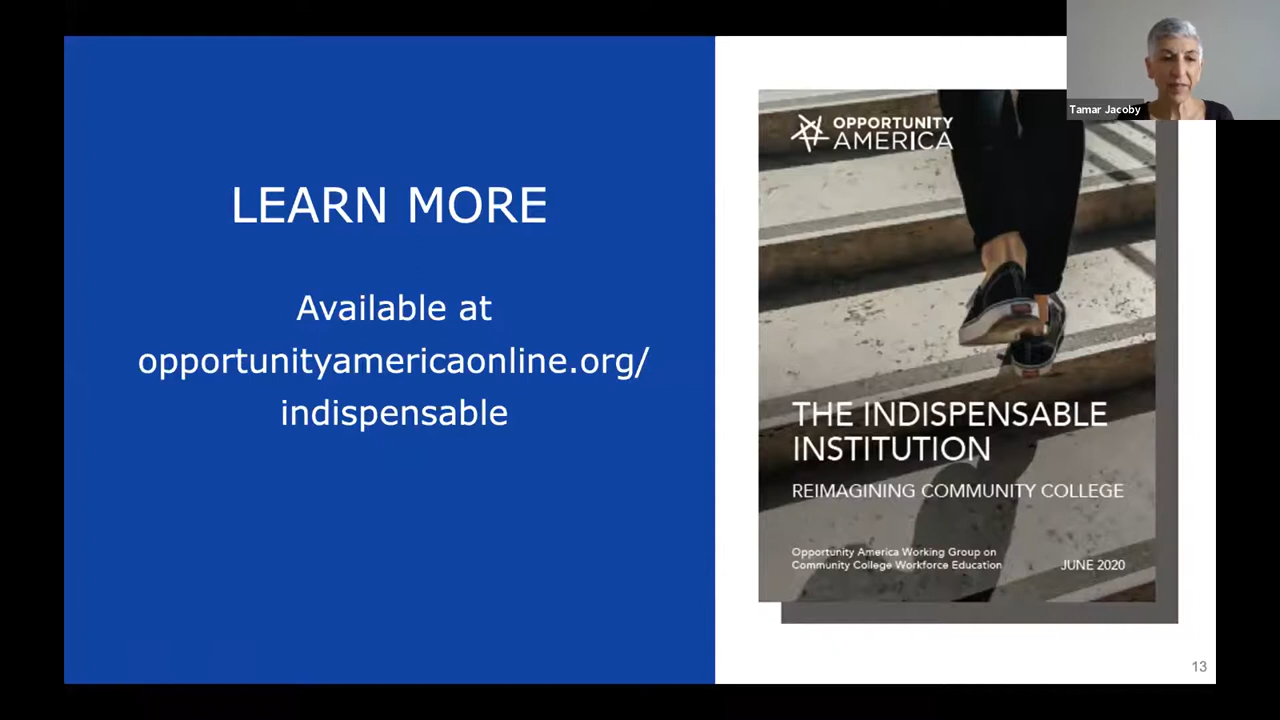 LEARN MORE
Available at
opportunityamericaonline.org/
indispensable
Tamar Jacoby
OPPORTUNITY
AMERICA
THE INDISPENSABLE
INSTITUTION
REIMAGINING COMMUNITY COLLEGE
Opportunity America Working Group on
Community College Workforce Education
JUNE 2020
13